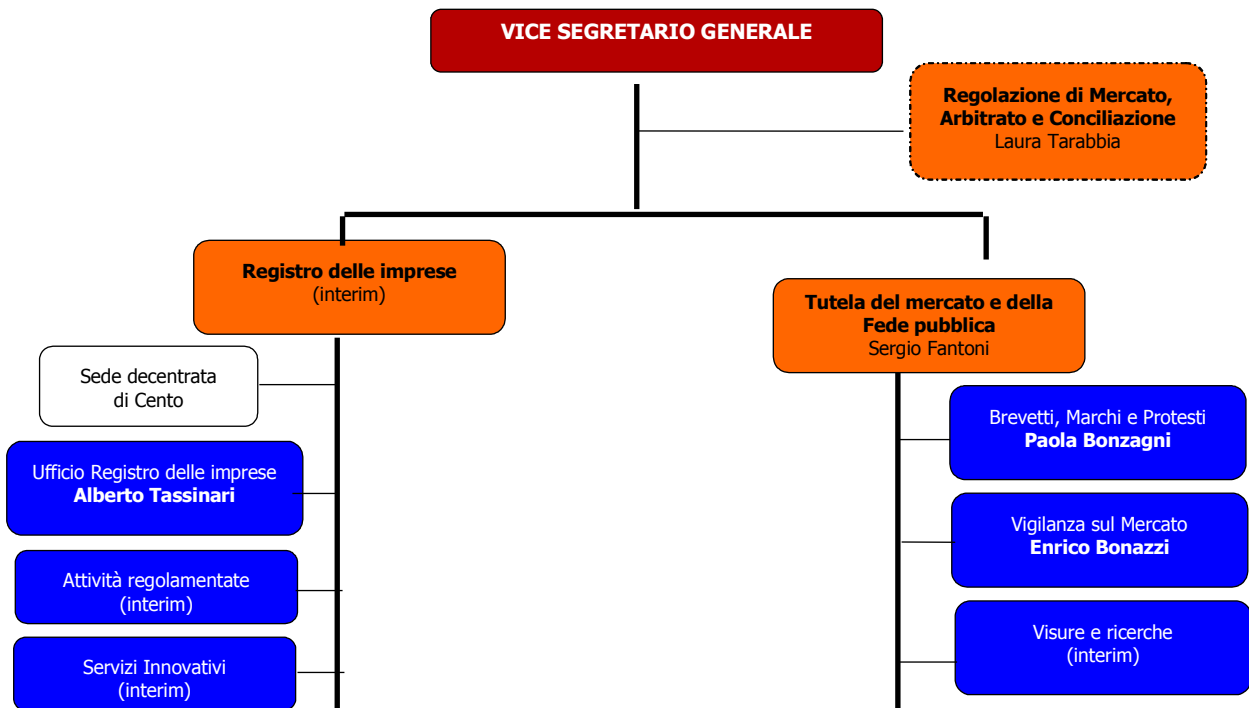 VICE SEGRETARIO GENERALE
Regolazione di Mercato,
Arbitrato e Conciliazione
Laura Tarabbia
Registro delle imprese
(interim)
Tutela del mercato e della
Fede pubblica
Sergio Fantoni
Sede decentrata
di Cento
Ufficio Registro delle imprese
Alberto Tassinari
Attività regolamentate
(interim)
Servizi Innovativi
(interim)
Brevetti, Marchi e Protesti
Paola Bonzagni
Vigilanza sul Mercato
Enrico Bonazzi
Visure e ricerche
(interim)